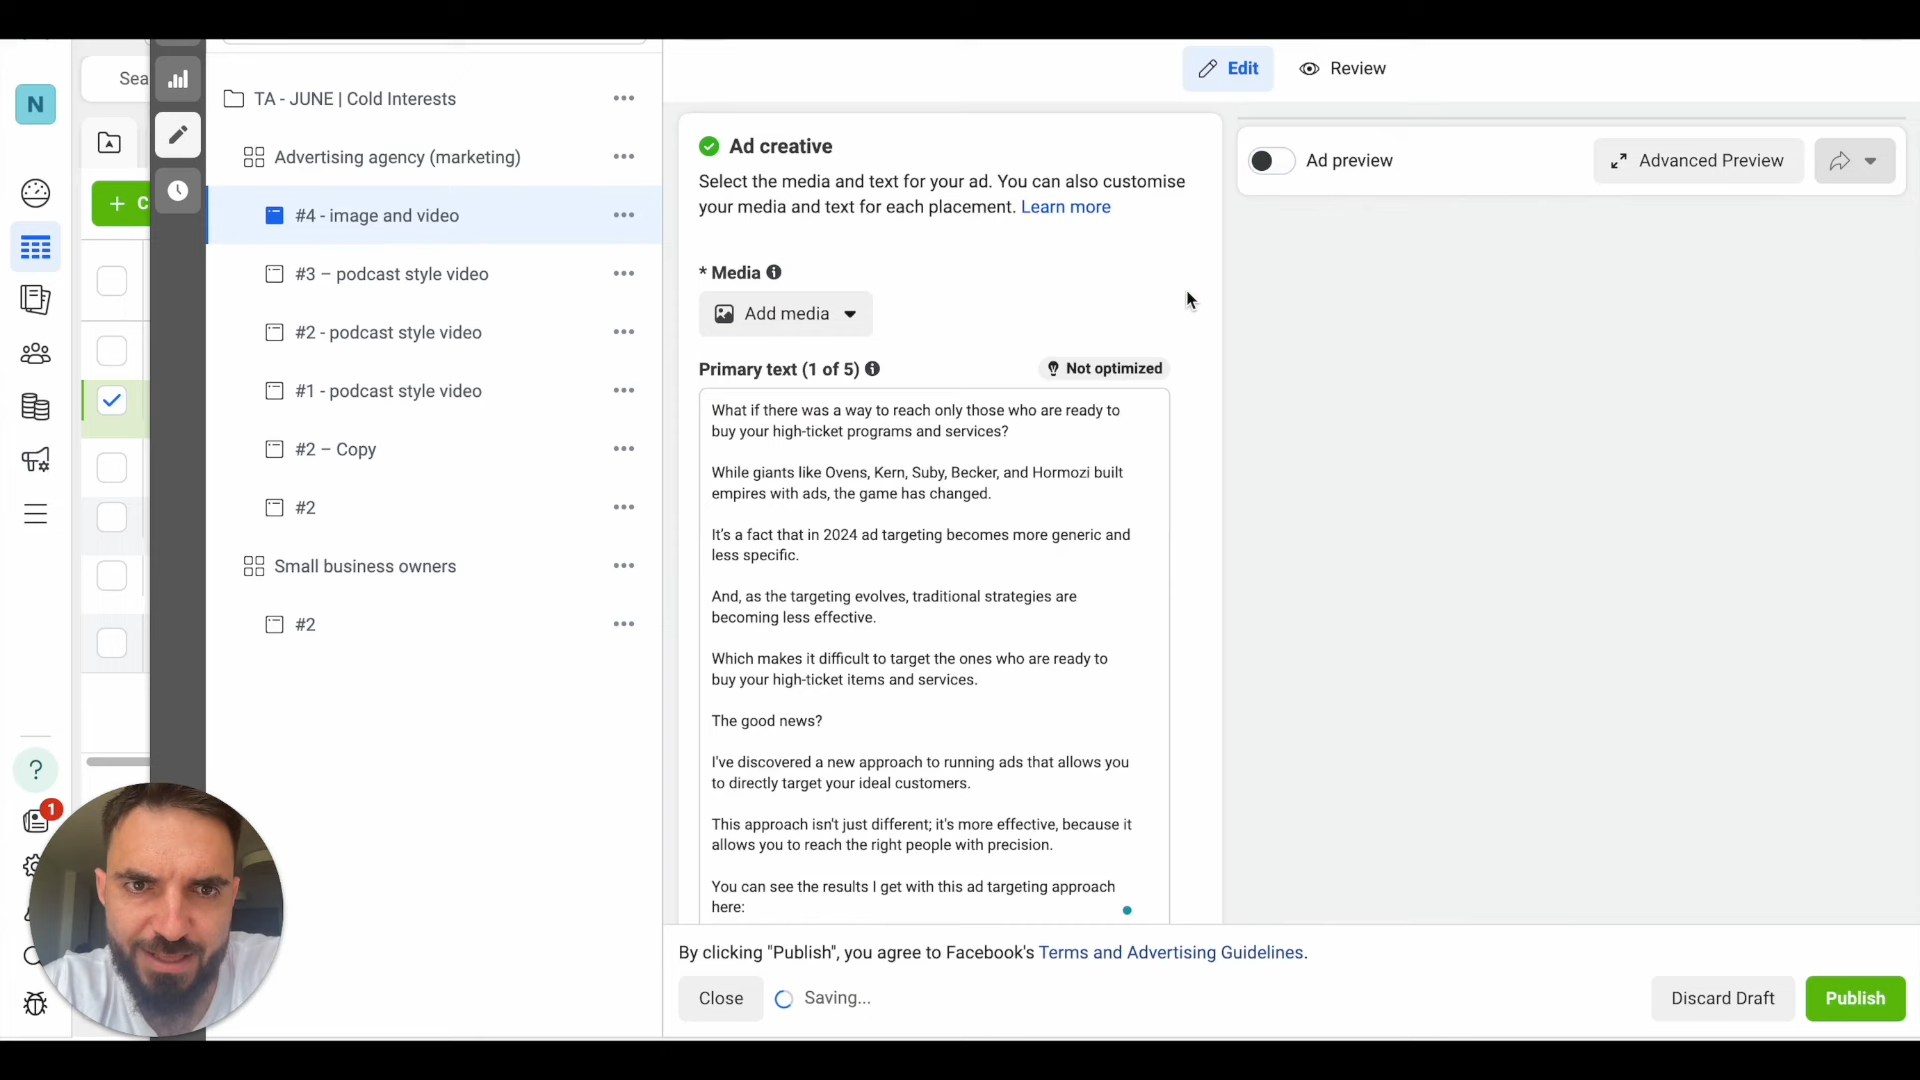 N
Sea
C
TA - JUNE | Cold Interests
Advertising agency (marketing)
#4 - image and video
#3 – podcast style video
#2 - podcast style video
#1 - podcast style video
#2 – Copy
#2
Small business owners
#2
1
Edit
Review
Ad creative
Select the media and text for your ad. You can also customise
your media and text for each placement. Learn more
* Media
Add media
Primary text (1 of 5)
Not optimized
What if there was a way to reach only those who are ready to
buy your high-ticket programs and services?
While giants like Ovens, Kern, Suby, Becker, and Hormozi built
empires with ads, the game has changed.
It's a fact that in 2024 ad targeting becomes more generic and
less specific.
And, as the targeting evolves, traditional strategies are
becoming less effective.
Which makes it difficult to target the ones who are ready to
buy your high-ticket items and services.
The good news?
I've discovered a new approach to running ads that allows you
to directly target your ideal customers.
This approach isn't just different; it's more effective, because it
allows you to reach the right people with precision.
You can see the results I get with this ad targeting approach
here:
Ad preview
Advanced Preview
By clicking "Publish", you agree to Facebook's Terms and Advertising Guidelines.
Close
Saving...
Discard Draft
Publish